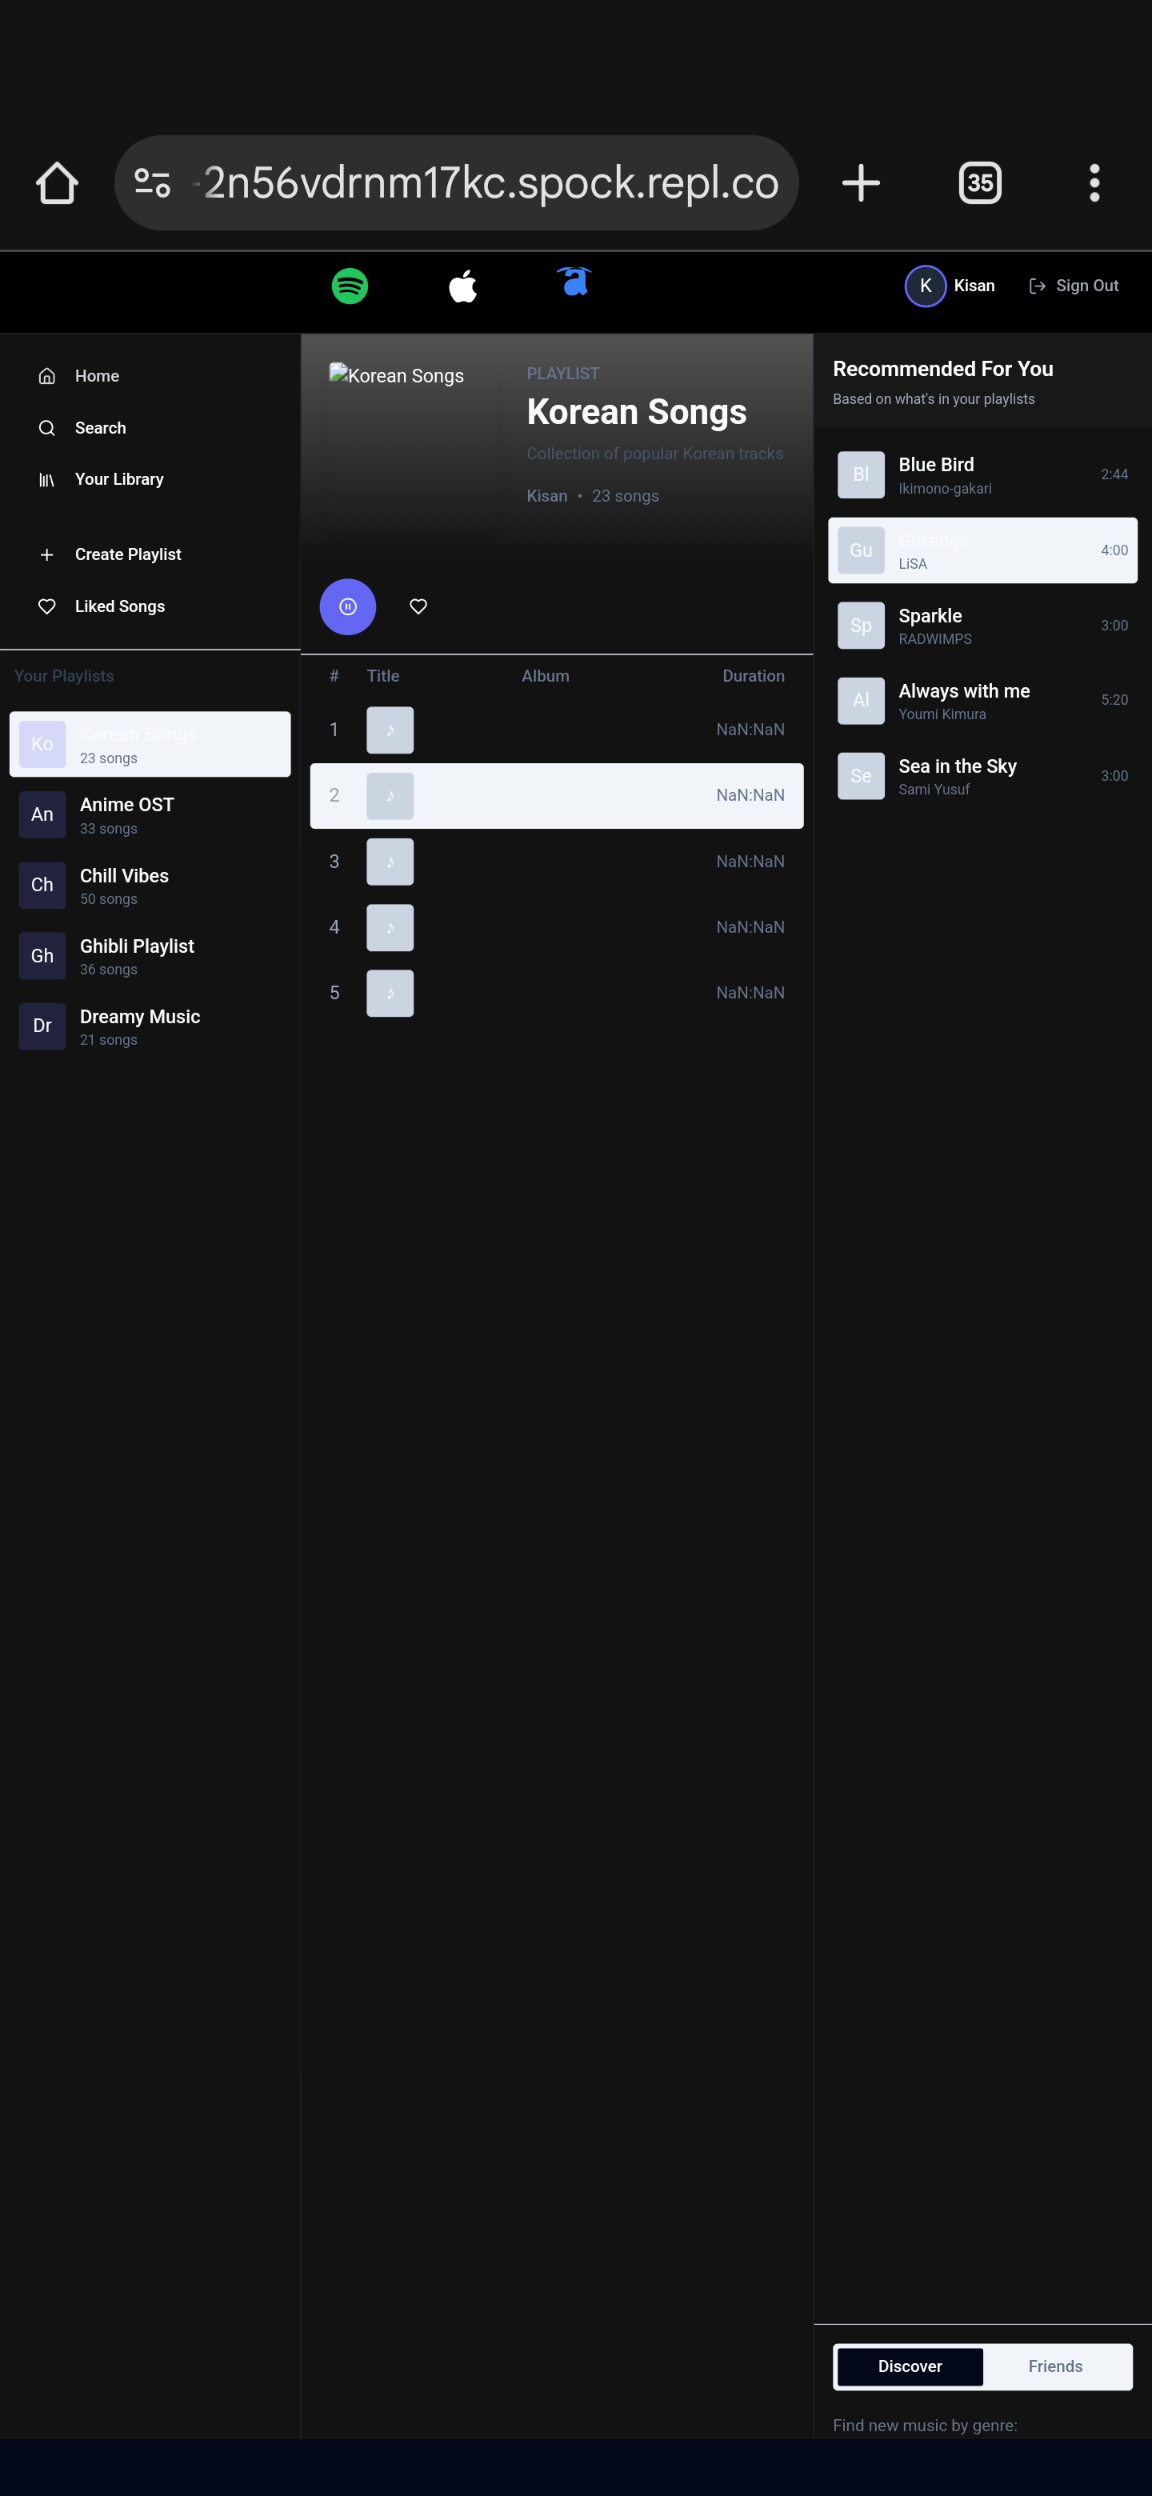 -2n56vdrnm17kc.spock.repl.co
35
K
Kisan
Sign Out
Home
Search
Your Library
Create Playlist
Liked Songs
Your Playlists
Ko
Korean Songs
23 songs
An
Anime OST
33 songs
Ch
Chill Vibes
50 songs
Gh
Ghibli Playlist
36 songs
Dr
Dreamy Music
21 songs
Korean Songs
PLAYLIST
Korean Songs
Collection of popular Korean tracks
Kisan • 23 songs
# Title Album Duration
1 ♪ NaN:NaN
2 ♪ NaN:NaN
3 ♪ NaN:NaN
4 ♪ NaN:NaN
5 ♪ NaN:NaN
Recommended For You
Based on what's in your playlists
Bl
Blue Bird
Ikimono-gakari
2:44
Gu
Gurenge
LiSA
4:00
Sp
Sparkle
RADWIMPS
3:00
Al
Always with me
Youmi Kimura
5:20
Se
Sea in the Sky
Sami Yusuf
3:00
Discover Friends
Find new music by genre: